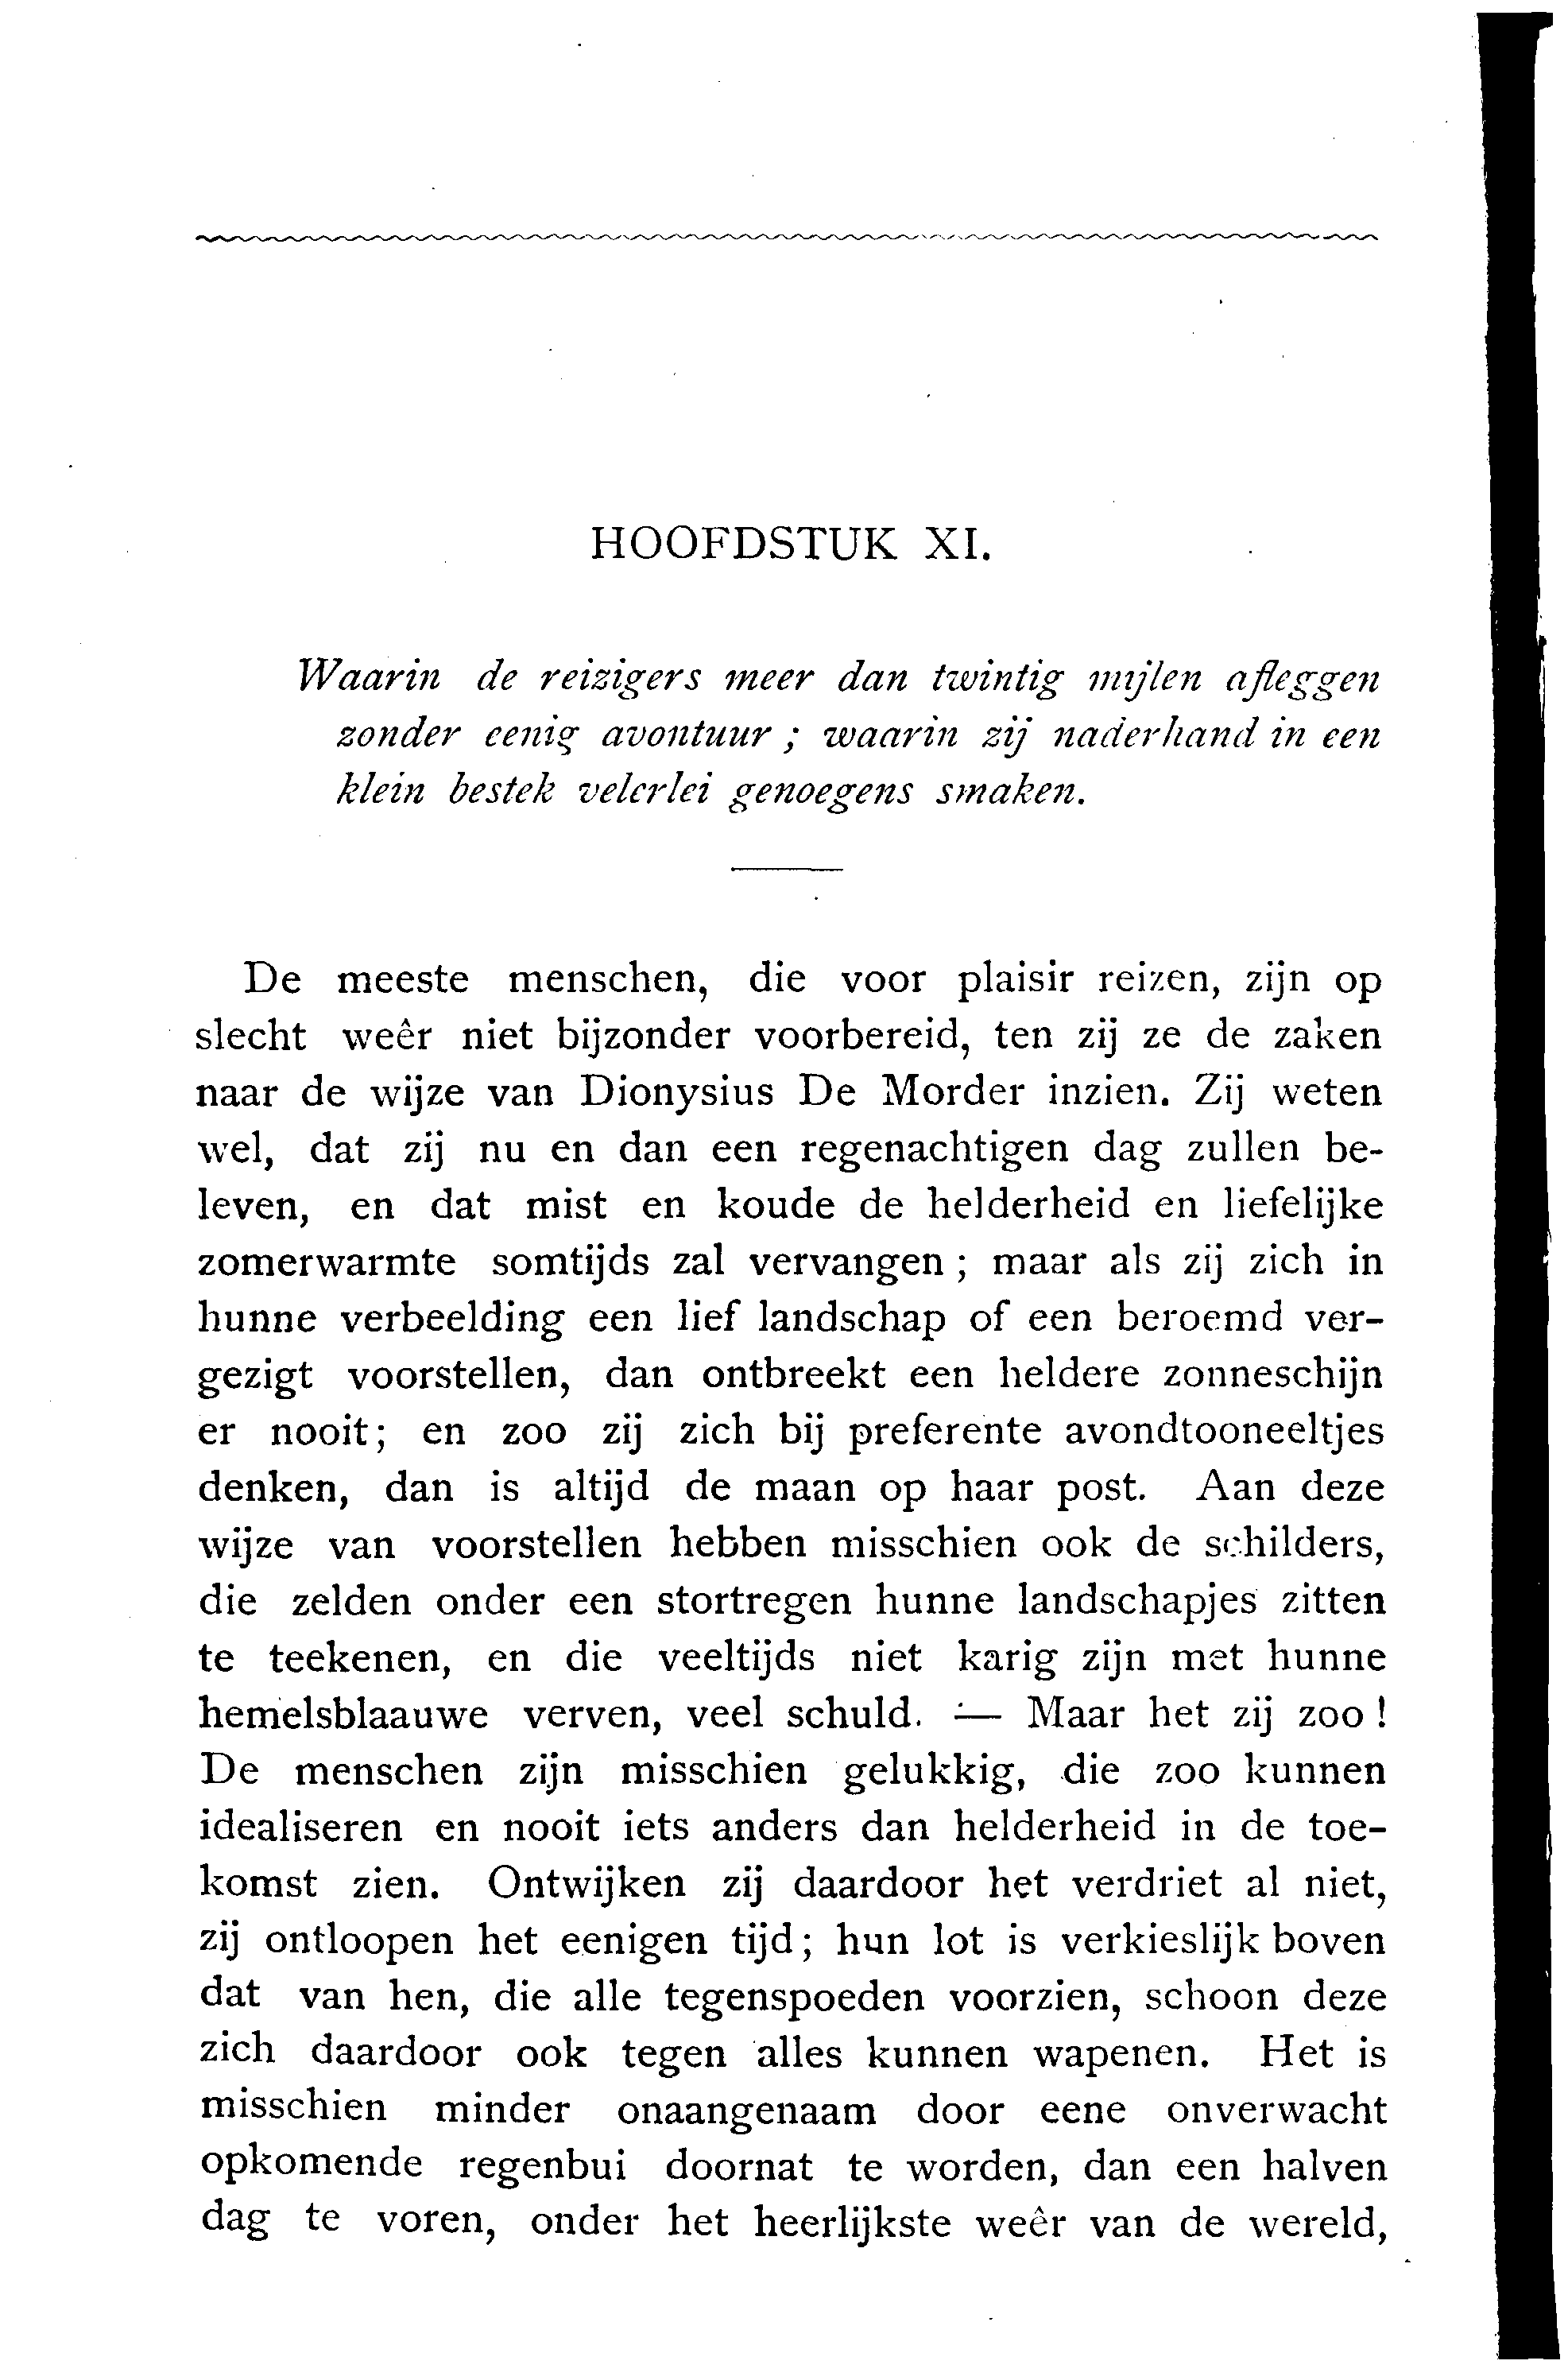 HOOFDSTUK XI.
Waarin de reizigers meer dan twintig mijlen afleggen
zonder eenig avontuur ; waarin zij naderhand in een
klein bestek velerlei genoegens smaken.
De meeste menschen, die voor plaisir reizen, zijn op
slecht weêr niet bijzonder voorbereid, ten zij ze de zaken
naar de wijze van Dionysius De Morder inzien. Zij weten
wel, dat zij nu en dan een regenachtigen dag zullen be-
leven, en dat mist en koude de helderheid en liefelijke
zomerwarmte somtijds zal vervangen ; maar als zij zich in
hunne verbeelding een lief landschap of een beroemd ver-
gezigt voorstellen, dan ontbreekt een heldere zonneschijn
er nooit; en zoo zij zich bij preferente avondtooneeltjes
denken, dan is altijd de maan op haar post. Aan deze
wijze van voorstellen hebben misschien ook de schilders,
die zelden onder een stortregen hunne landschapjes zitten
te teekenen, en die veeltijds niet karig zijn met hunne
hemelsblaauwe verven, veel schuld. — Maar het zij zoo !
De menschen zijn misschien gelukkig, die zoo kunnen
idealiseren en nooit iets anders dan helderheid in de toe-
komst zien. Ontwijken zij daardoor het verdriet al niet,
zij ontloopen het eenigen tijd; hun lot is verkieslijk boven
dat van hen, die alle tegenspoeden voorzien, schoon deze
zich daardoor ook tegen alles kunnen wapenen. Het is
misschien minder onaangenaam door eene onverwacht
opkomende regenbui doornat te worden, dan een halven
dag te voren, onder het heerlijkste weêr van de wereld,